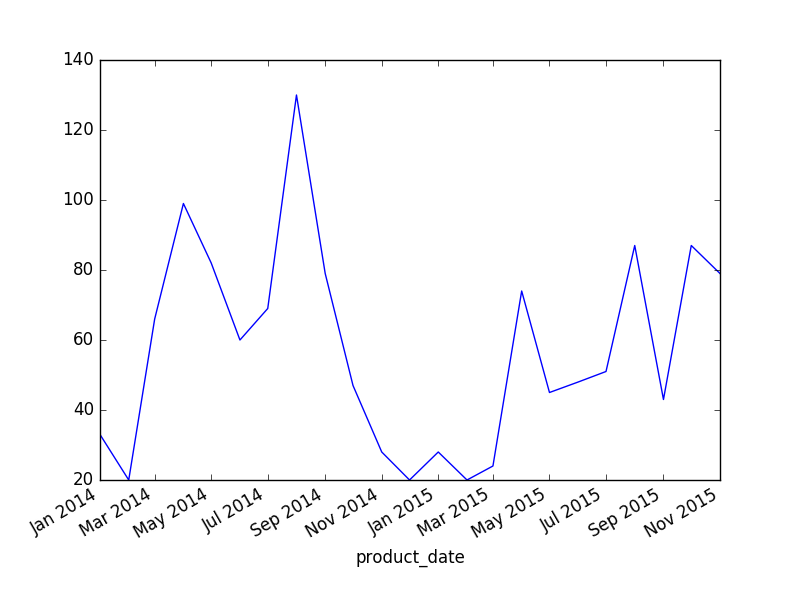 140
120
100
80
60
40
20
Jan 2014
Mar 2014
May 2014
Jul 2014
Sep 2014
Nov 2014
Jan 2015
Mar 2015
May 2015
Jul 2015
Sep 2015
Nov 2015
product_date